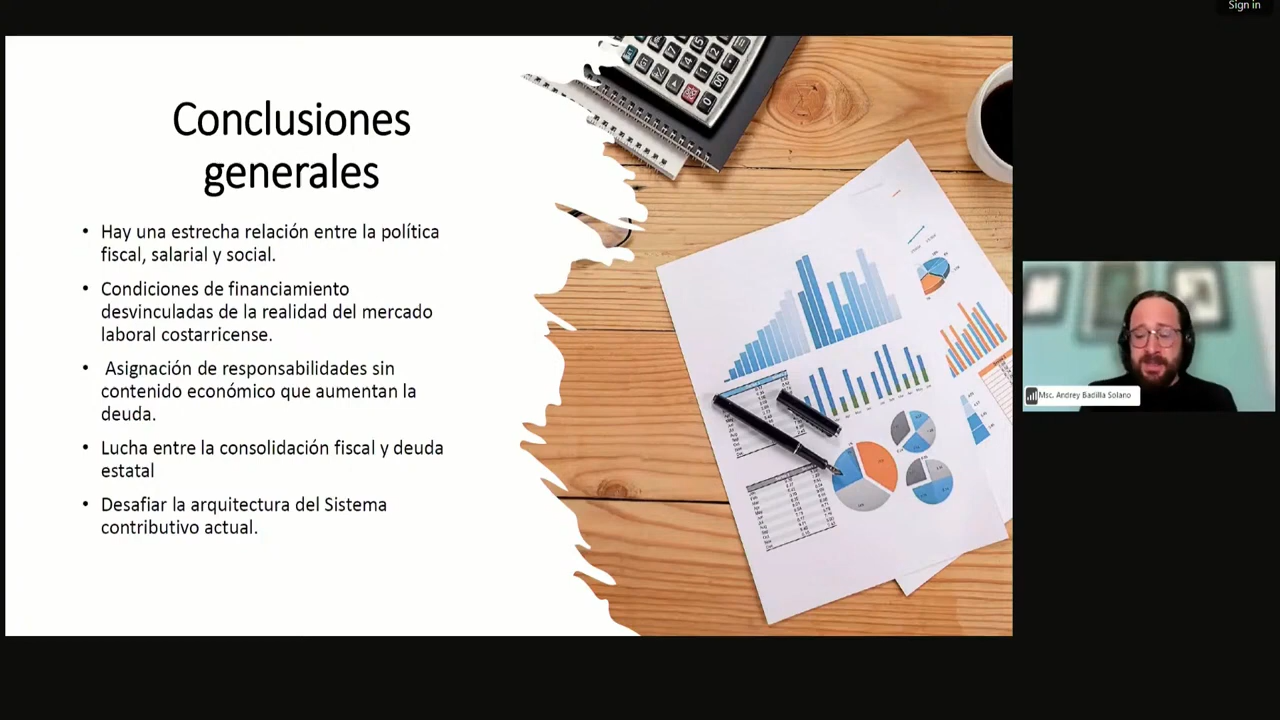 Sign in
Conclusiones
generales
• Hay una estrecha relación entre la política
fiscal, salarial y social.
• Condiciones de financiamiento
desvinculadas de la realidad del mercado
laboral costarricense.
• Asignación de responsabilidades sin
contenido económico que aumentan la
deuda.
• Lucha entre la consolidación fiscal y deuda
estatal
• Desafiar la arquitectura del Sistema
contributivo actual.
Msc. Andrey Badilla Solano